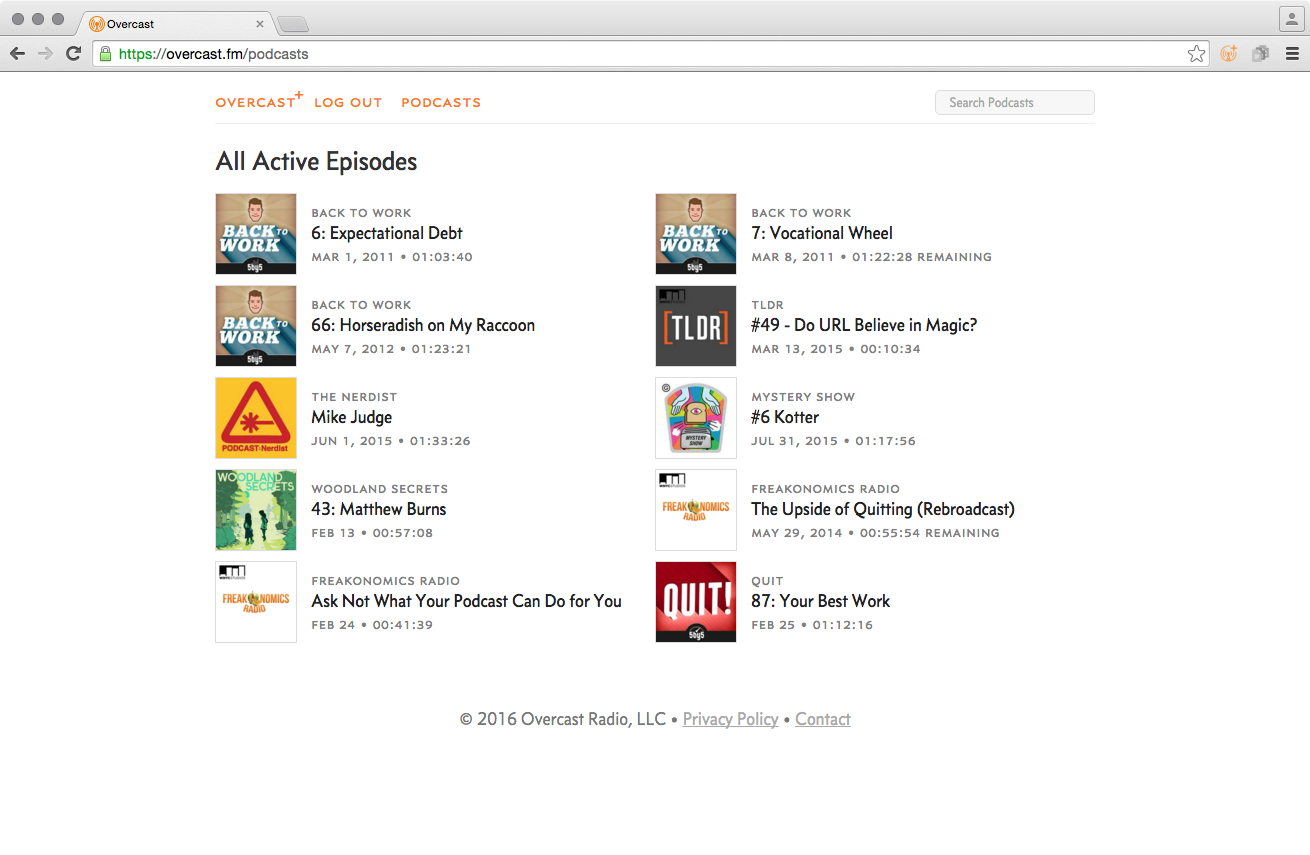 Overcast
https://overcast.fm/podcasts
OVERCAST+ LOG OUT PODCASTS
Search Podcasts
All Active Episodes
BACK TO WORK
5by5
BACK TO WORK
6: Expectational Debt
MAR 1, 2011 • 01:03:40
BACK TO WORK
5by5
BACK TO WORK
7: Vocational Wheel
MAR 8, 2011 • 01:22:28 REMAINING
BACK TO WORK
5by5
BACK TO WORK
66: Horseradish on My Raccoon
MAY 7, 2012 • 01:23:21
[TLDR]
TLDR
#49 - Do URL Believe in Magic?
MAR 13, 2015 • 00:10:34
PODCAST·Nerdist
THE NERDIST
Mike Judge
JUN 1, 2015 • 01:33:26
MYSTERY SHOW
MYSTERY SHOW
#6 Kotter
JUL 31, 2015 • 01:17:56
WOODLAND SECRETS
WOODLAND SECRETS
43: Matthew Burns
FEB 13 • 00:57:08
FREAKONOMICS RADIO
FREAKONOMICS RADIO
The Upside of Quitting (Rebroadcast)
MAY 29, 2014 • 00:55:54 REMAINING
FREAKONOMICS RADIO
FREAKONOMICS RADIO
Ask Not What Your Podcast Can Do for You
FEB 24 • 00:41:39
QUIT!
5by5
QUIT
87: Your Best Work
FEB 25 • 01:12:16
© 2016 Overcast Radio, LLC • Privacy Policy • Contact